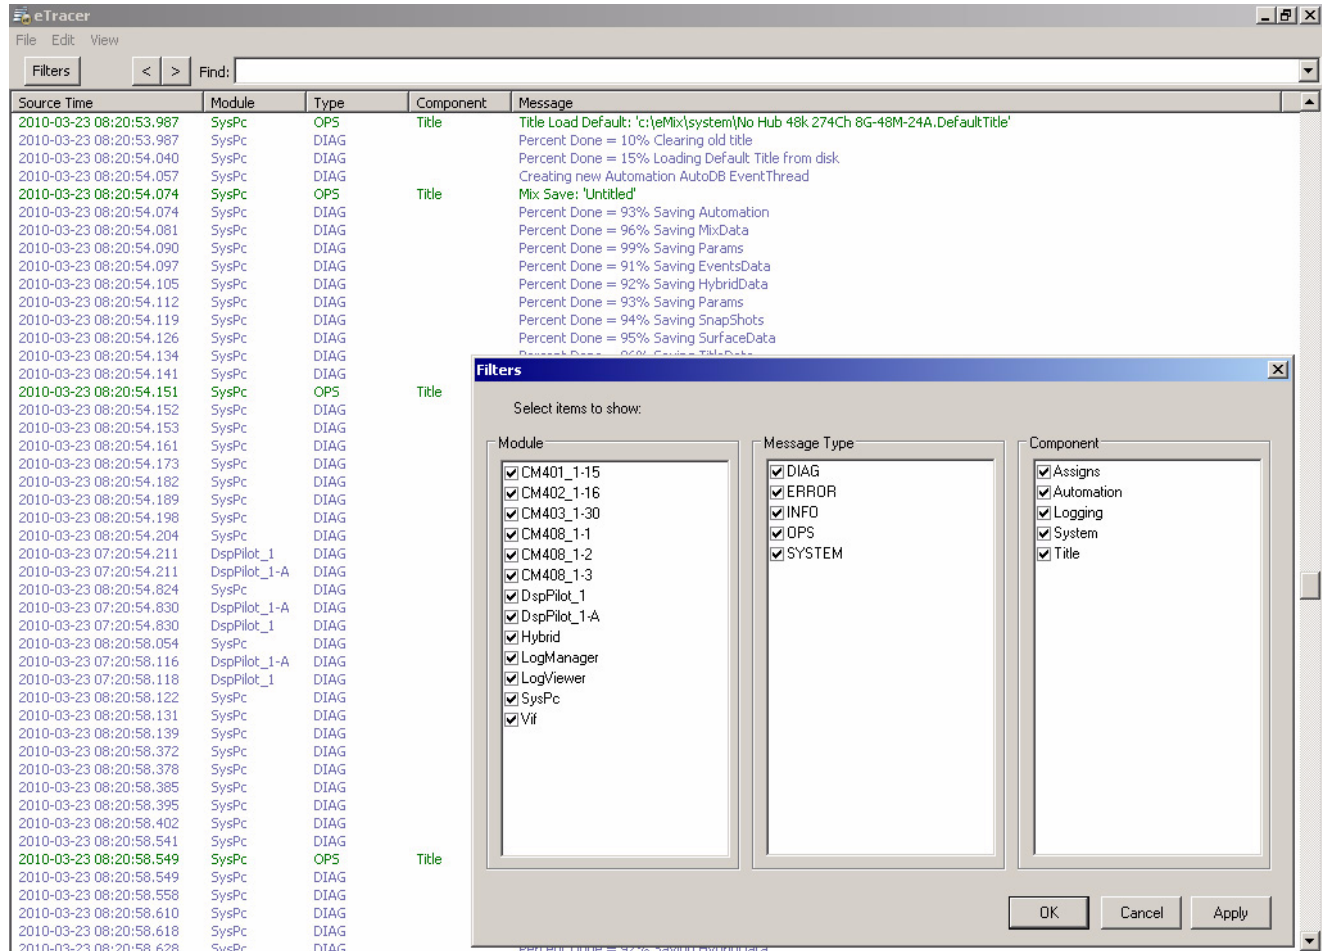 eTracer
File Edit View
Filters < > Find:
Source Time Module Type Component Message
2010-03-23 08:20:53.987 SysPc OPS Title Title Load Default: 'c:\eMix\system\No Hub 48k 274Ch 8G-48M-24A.DefaultTitle'
2010-03-23 08:20:53.987 SysPc DIAG Percent Done = 10% Clearing old title
2010-03-23 08:20:54.040 SysPc DIAG Percent Done = 15% Loading Default Title from disk
2010-03-23 08:20:54.057 SysPc DIAG Creating new Automation AutoDB EventThread
2010-03-23 08:20:54.074 SysPc OPS Title Mix Save: 'Untitled'
2010-03-23 08:20:54.074 SysPc DIAG Percent Done = 93% Saving Automation
2010-03-23 08:20:54.081 SysPc DIAG Percent Done = 96% Saving MixData
2010-03-23 08:20:54.090 SysPc DIAG Percent Done = 99% Saving Params
2010-03-23 08:20:54.097 SysPc DIAG Percent Done = 91% Saving EventsData
2010-03-23 08:20:54.105 SysPc DIAG Percent Done = 92% Saving HybridData
2010-03-23 08:20:54.112 SysPc DIAG Percent Done = 93% Saving Params
2010-03-23 08:20:54.119 SysPc DIAG Percent Done = 94% Saving SnapShots
2010-03-23 08:20:54.126 SysPc DIAG Percent Done = 95% Saving SurfaceData
2010-03-23 08:20:54.134 SysPc DIAG Percent Done = 96% Saving TitleData
2010-03-23 08:20:54.141 SysPc DIAG
2010-03-23 08:20:54.151 SysPc OPS Title
2010-03-23 08:20:54.152 SysPc DIAG
2010-03-23 08:20:54.153 SysPc DIAG
2010-03-23 08:20:54.161 SysPc DIAG
2010-03-23 08:20:54.173 SysPc DIAG
2010-03-23 08:20:54.182 SysPc DIAG
2010-03-23 08:20:54.189 SysPc DIAG
2010-03-23 08:20:54.198 SysPc DIAG
2010-03-23 08:20:54.204 SysPc DIAG
2010-03-23 07:20:54.211 DspPilot_1 DIAG
2010-03-23 07:20:54.211 DspPilot_1-A DIAG
2010-03-23 08:20:54.824 SysPc DIAG
2010-03-23 07:20:54.830 DspPilot_1-A DIAG
2010-03-23 07:20:54.830 DspPilot_1 DIAG
2010-03-23 08:20:58.054 SysPc DIAG
2010-03-23 07:20:58.116 DspPilot_1-A DIAG
2010-03-23 07:20:58.118 DspPilot_1 DIAG
2010-03-23 08:20:58.122 SysPc DIAG
2010-03-23 08:20:58.131 SysPc DIAG
2010-03-23 08:20:58.139 SysPc DIAG
2010-03-23 08:20:58.372 SysPc DIAG
2010-03-23 08:20:58.378 SysPc DIAG
2010-03-23 08:20:58.385 SysPc DIAG
2010-03-23 08:20:58.395 SysPc DIAG
2010-03-23 08:20:58.402 SysPc DIAG
2010-03-23 08:20:58.541 SysPc DIAG
2010-03-23 08:20:58.549 SysPc OPS Title
2010-03-23 08:20:58.549 SysPc DIAG
2010-03-23 08:20:58.558 SysPc DIAG
2010-03-23 08:20:58.610 SysPc DIAG
2010-03-23 08:20:58.618 SysPc DIAG
2010-03-23 08:20:58.628 SysPc DIAG Percent Done = 92% Saving HybridData
Filters
Select items to show:
Module
CM401_1-15
CM402_1-16
CM403_1-30
CM408_1-1
CM408_1-2
CM408_1-3
DspPilot_1
DspPilot_1-A
Hybrid
LogManager
LogViewer
SysPc
Vif
Message Type
DIAG
ERROR
INFO
OPS
SYSTEM
Component
Assigns
Automation
Logging
System
Title
OK Cancel Apply